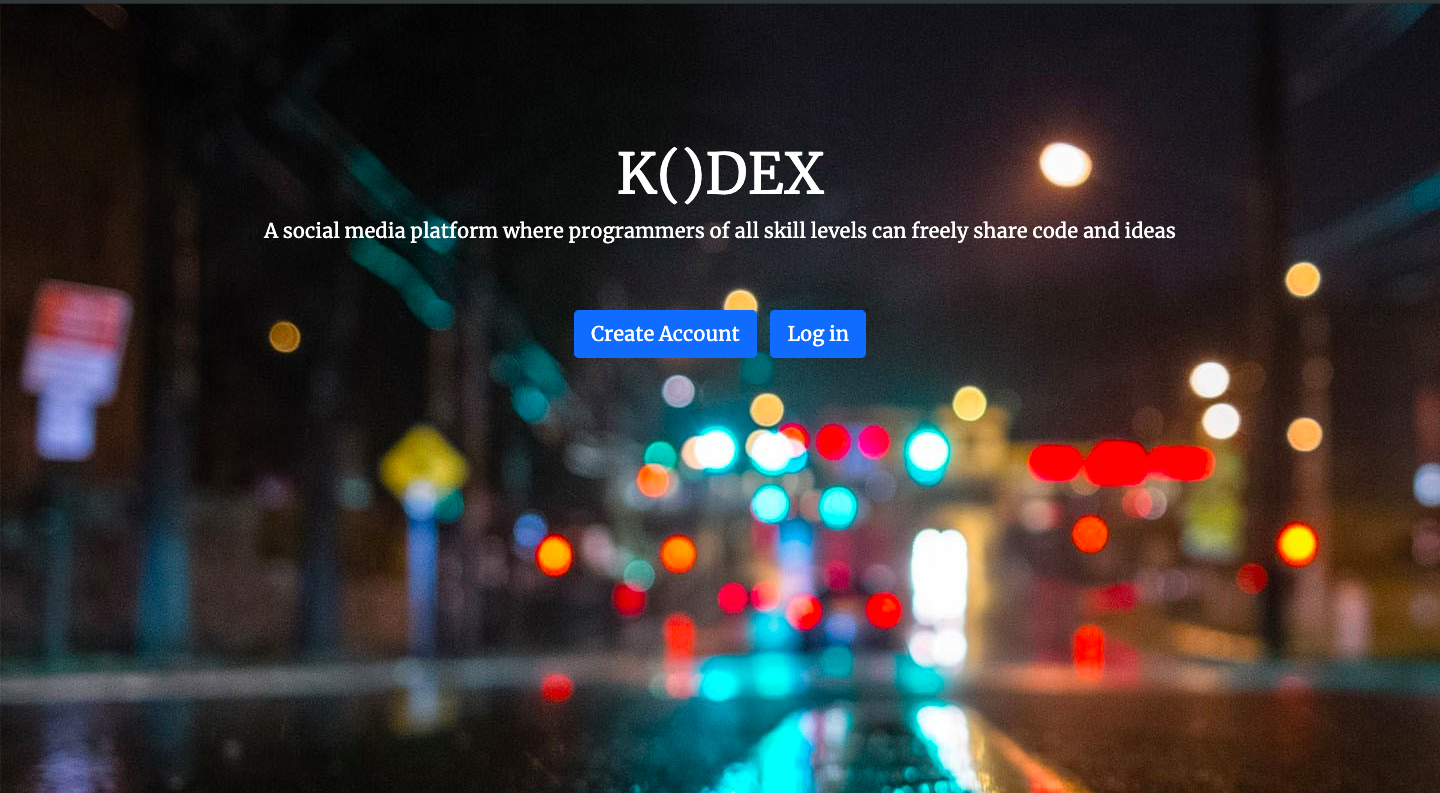 K()DEX
A social media platform where programmers of all skill levels can freely share code and ideas
Create Account Log in